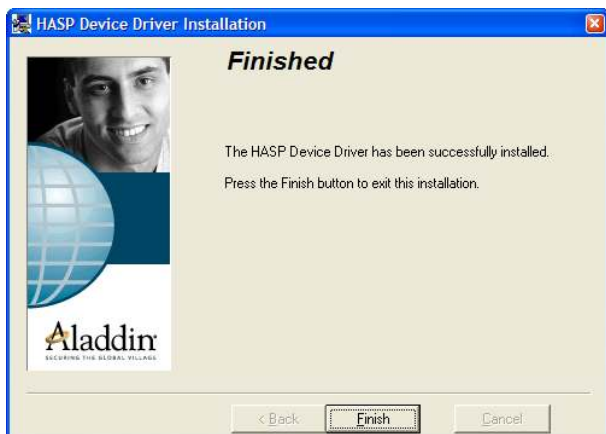 HASP Device Driver Installation
Finished
The HASP Device Driver has been successfully installed.
Press the Finish button to exit this installation.
Aladdin
SECURING THE GLOBAL VILLAGE
< Back Finish Cancel